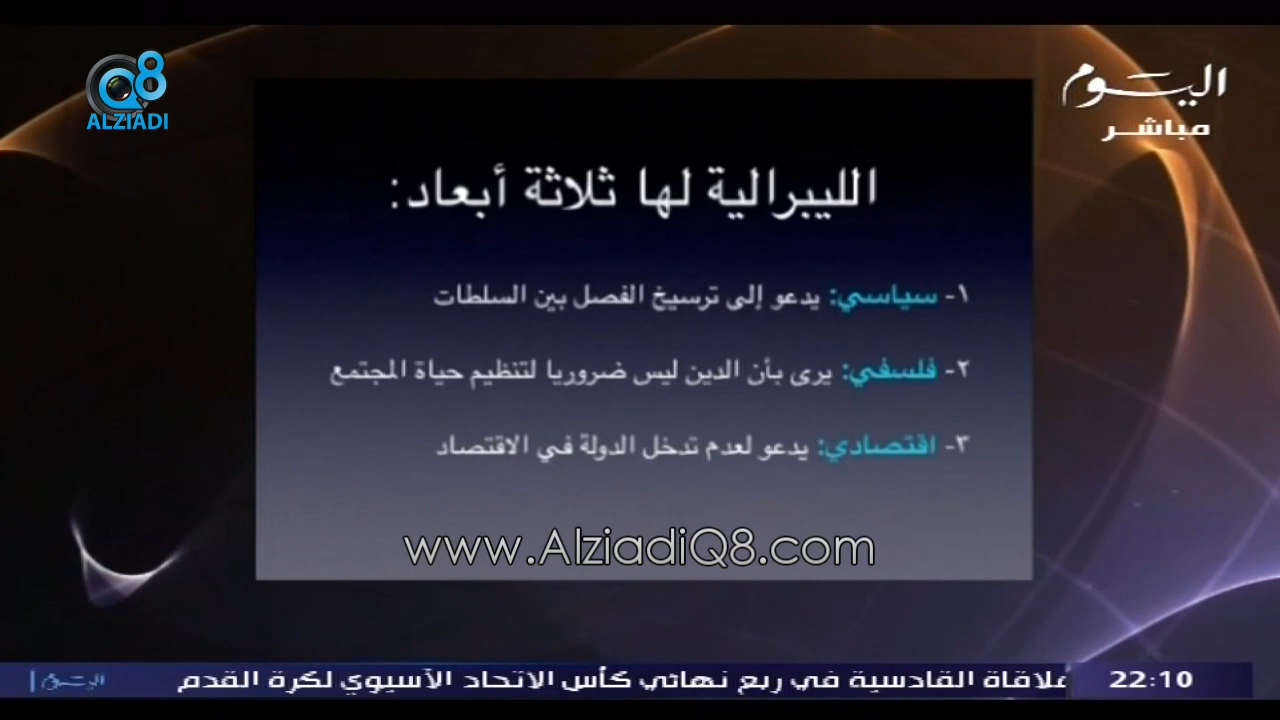 Q8
ALZIADI
اليوم
مباشر
الليبرالية لها ثلاثة أبعاد:
١- سياسي: يدعو إلى ترسيخ الفصل بين السلطات
٢- فلسفي: يرى بأن الدين ليس ضروريا لتنظيم حياة المجتمع
٣- اقتصادي: يدعو لعدم تدخل الدولة في الاقتصاد
www.AlziadiQ8.com
22:10
القادسية في ربع نهائي كأس الاتحاد الآسيوي لكرة القدم
اليوم